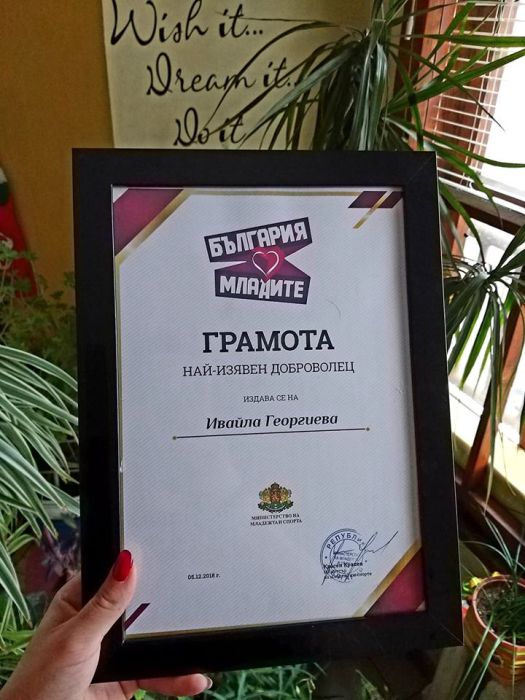 Wish it...
Dream it...
Do it
БЪЛГАРИЯ
МЛАДИТЕ
ГРАМОТА
НАЙ-ИЗЯВЕН ДОБРОВОЛЕЦ
ИЗДАВА СЕ НА
Ивайла Георгиева
МИНИСТЕРСТВО НА
МЛАДЕЖТА И СПОРТА
РЕПУБЛИ
Красен Кралев
05.12.2018 г.